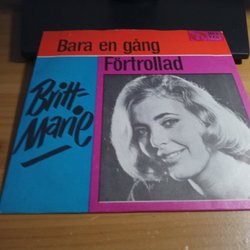 Bara en gång
Förtrollad
Britt-
Marie